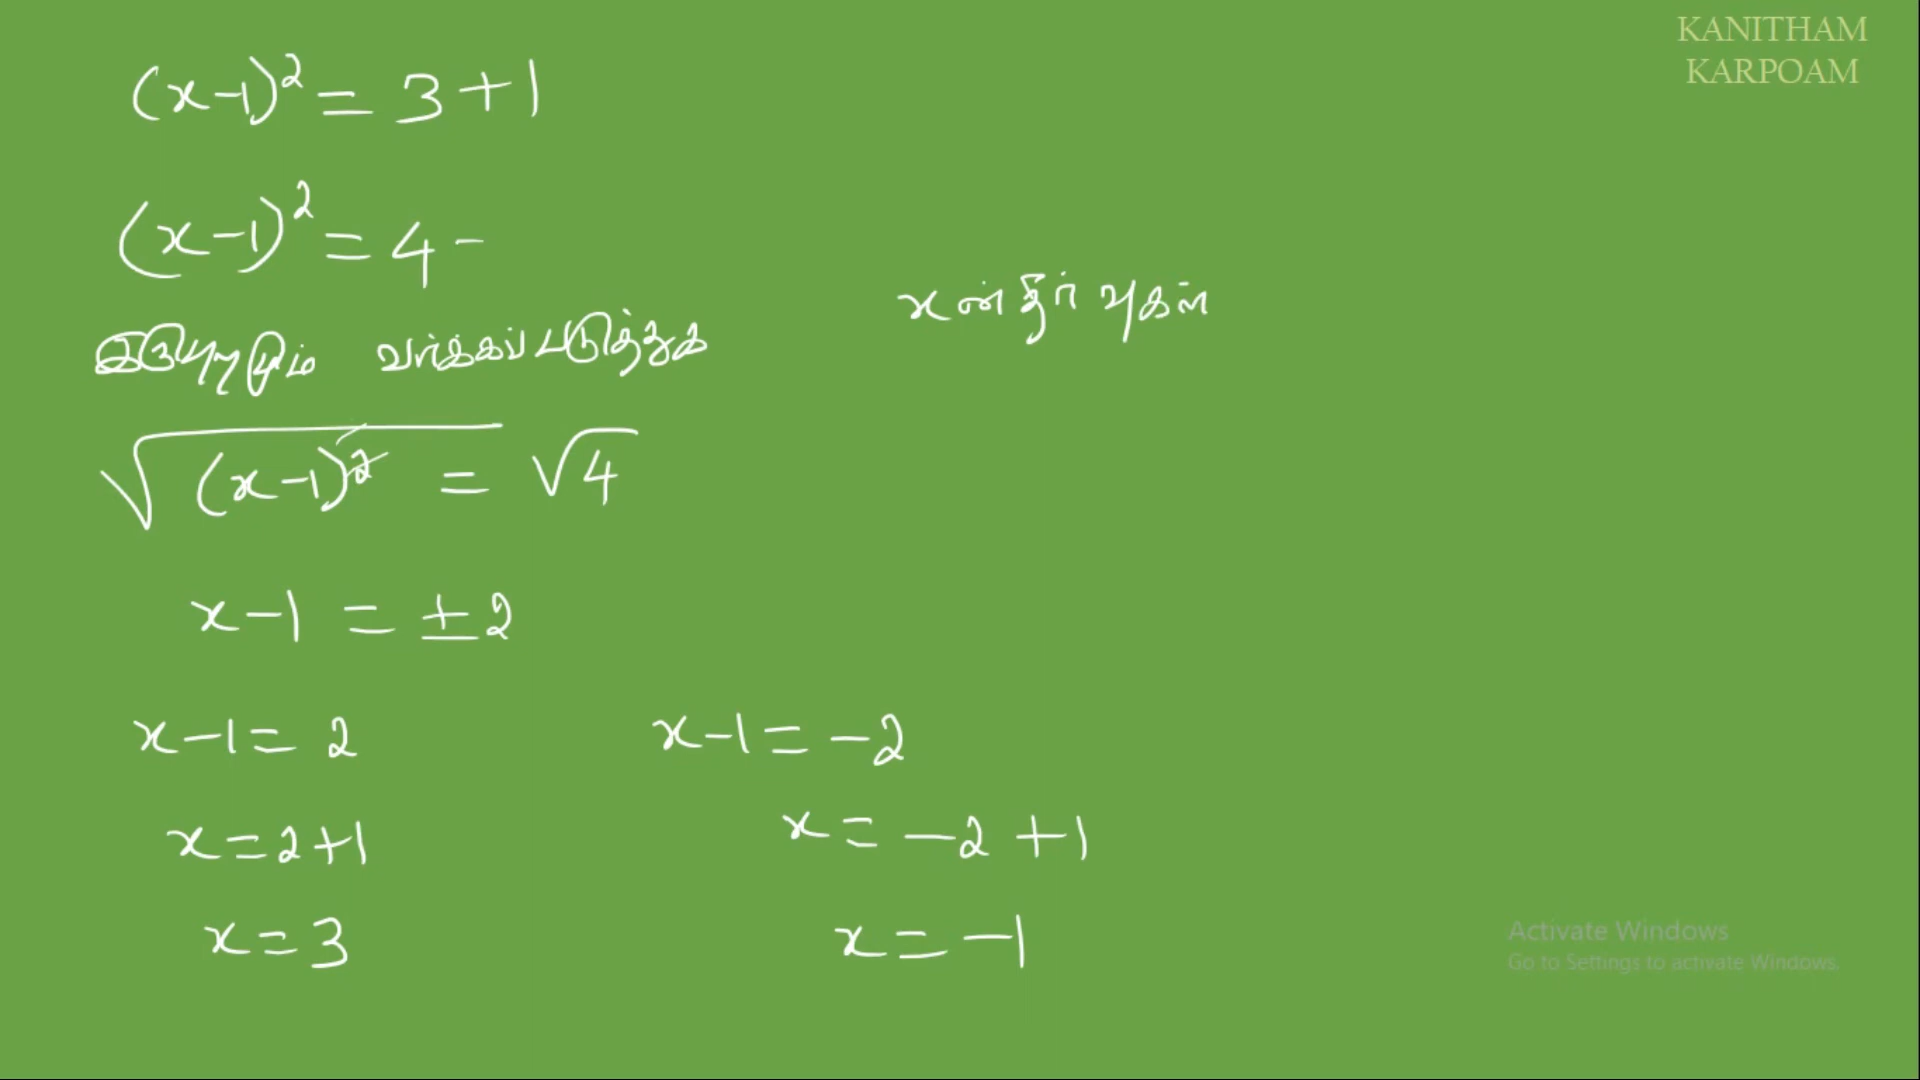 KANITHAM
KARPOAM
(x-1)² = 3+1
(x-1)² = 4 -
இருபுறமும் வர்க்கப்படுத்துக
x ன் தீர்வுகள்
√(x-1)² = √4
x-1 = ±2
x-1 = 2
x-1 = -2
x = 2+1
x = -2 +1
x = 3
x = -1
Activate Windows
Go to Settings to activate Windows.